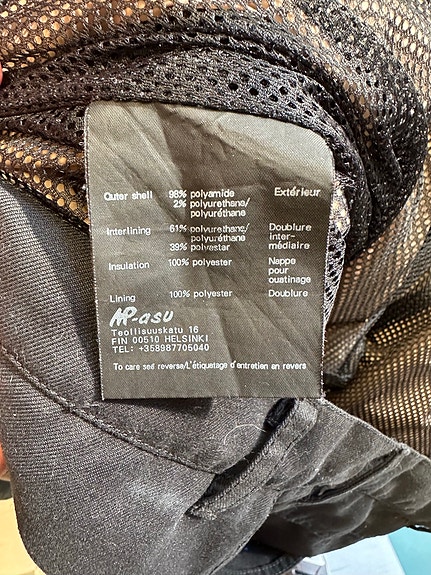 Outer shell 98% polyamide Extérieur
2% polyurethane/
polyuréthane/
Interlining 61% polyurethane/ Doublure
polyuréthane inter-
39% polyester médiaire
Insulation 100% polyester Nappe
pour
ouatinage
Lining 100% polyester Doublure
AP-asu
Teollisuuskatu 16
FIN 00510 HELSINKI
TEL: +358987705040
To care sed reverse/L'étiquetage d'entretien an revers